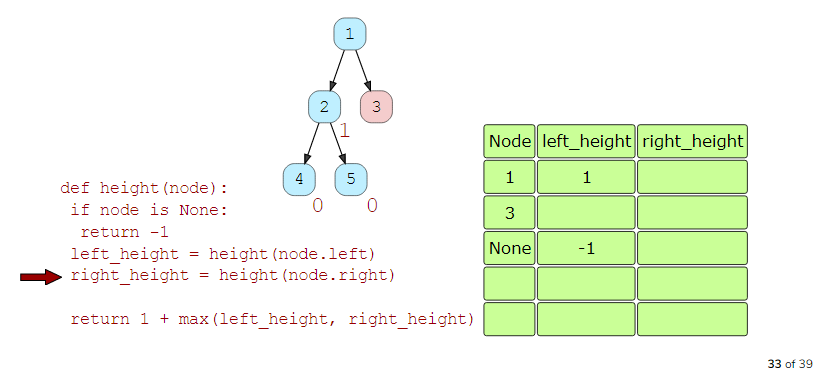 1
2 3
1
4 5
0 0
def height(node):
if node is None:
return -1
left_height = height(node.left)
right_height = height(node.right)
return 1 + max(left_height, right_height)
Node left_height right_height
1 1
3
None -1
33 of 39